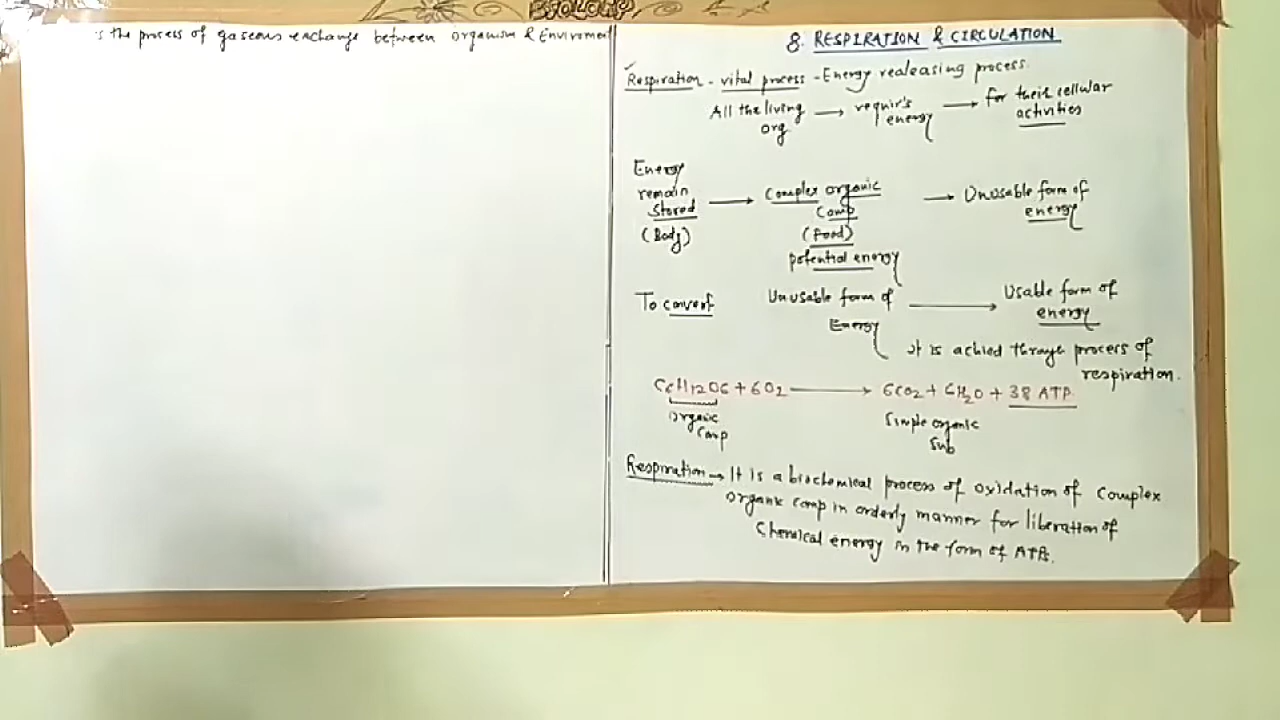 BIOLOGY
is the process of gaseous exchange between organism & Enviroment
8. RESPIRATION & CIRCULATION
Respiration - vital process - Energy realeasing process.
All the living org → requir's energy → for their cellular activities
Energy remain stored (Body) → Complex organic Comp (Food) potential energy → Unusable form of energy
To convert Unusable form of Energy → Usable form of energy
it is achied through process of
respiration.
C6H12O6 + 6O2 → 6CO2 + 6H2O + 38 ATP
Organic Comp
Simple organic Sub
Respiration → It is a biochemical process of oxidation of complex
organic comp in orderly manner for liberation of
Chemical energy in the form of ATPs.